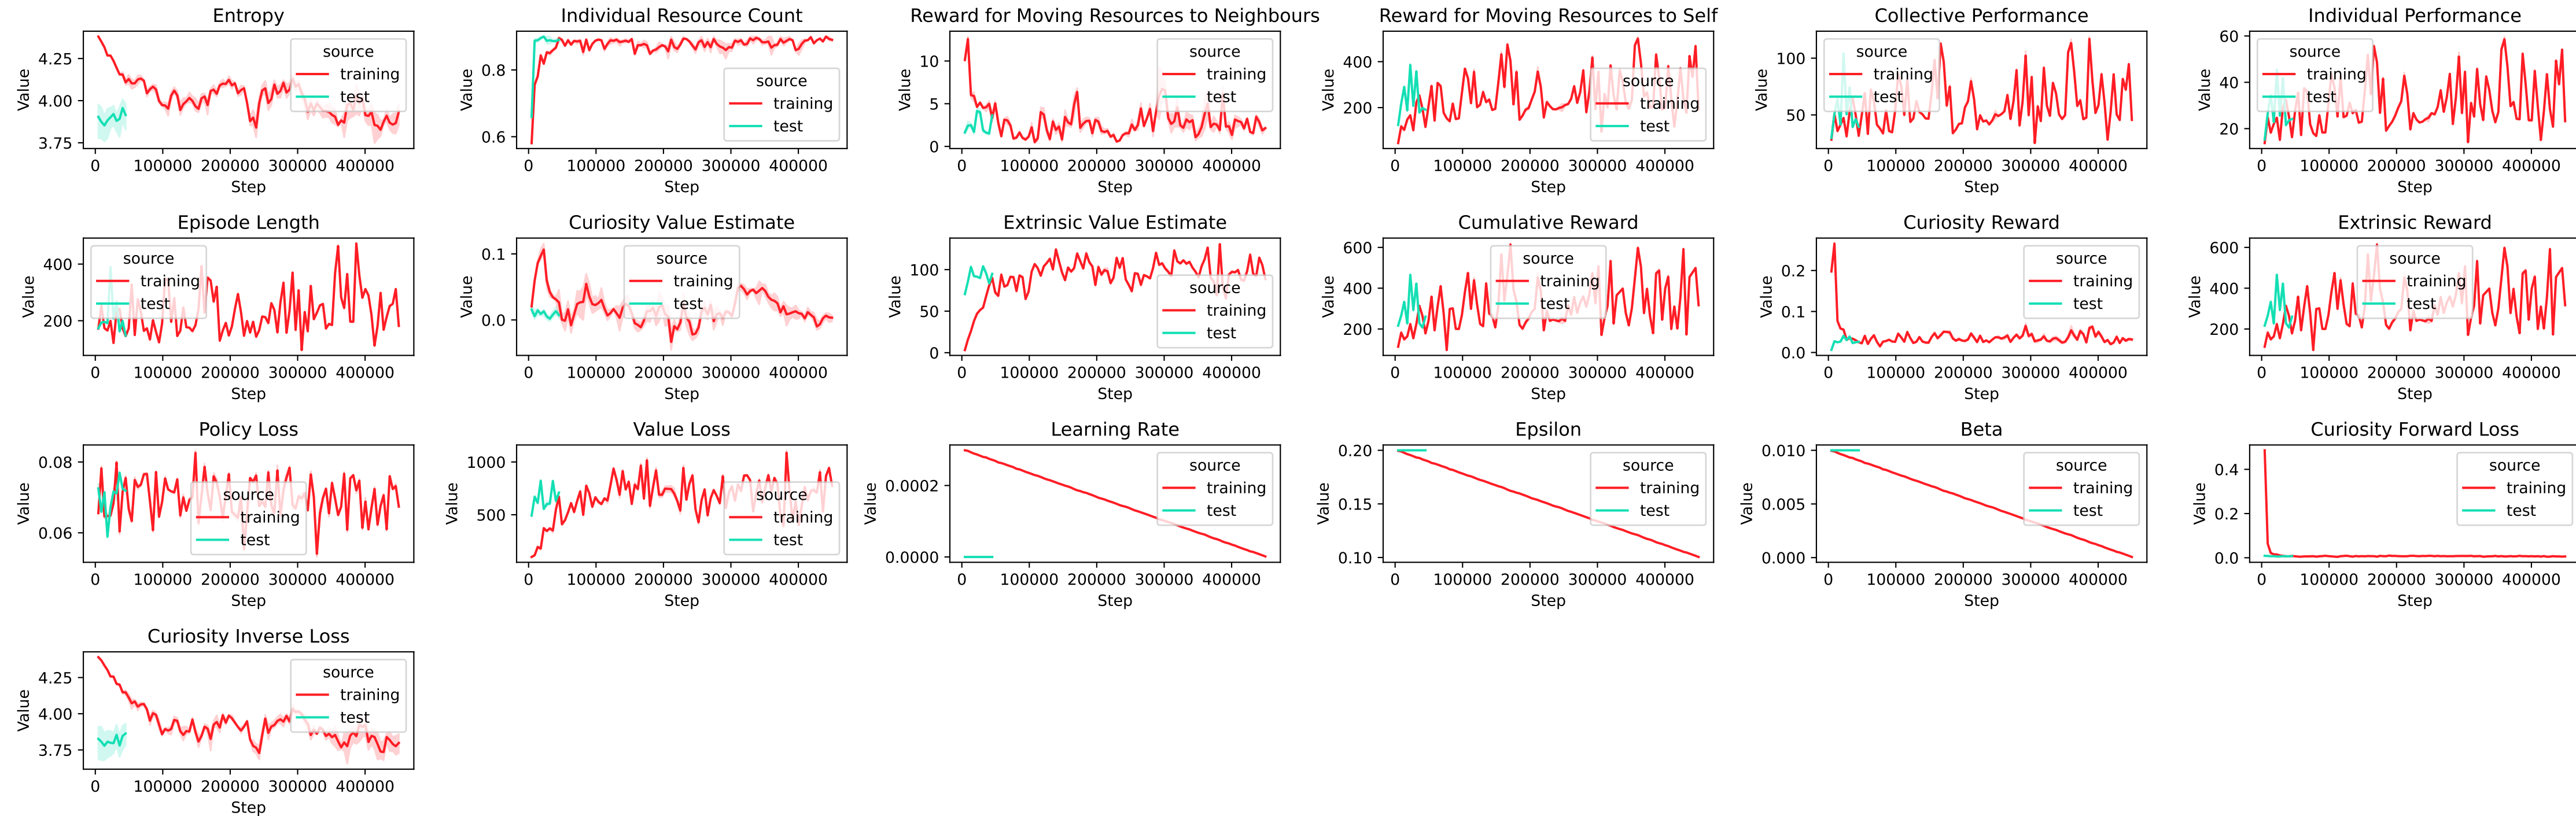 Entropy
Individual Resource Count
Reward for Moving Resources to Neighbours
Reward for Moving Resources to Self
Collective Performance
Individual Performance
Value
4.25
4.00
3.75
source
training
test
0 100000 200000 300000 400000
Step
Value
0.8
0.6
source
training
test
0 100000 200000 300000 400000
Step
Value
10
5
0
source
training
test
0 100000 200000 300000 400000
Step
Value
400
200
source
training
test
0 100000 200000 300000 400000
Step
Value
100
50
source
training
test
0 100000 200000 300000 400000
Step
Value
60
40
20
source
training
test
0 100000 200000 300000 400000
Step
Episode Length
Curiosity Value Estimate
Extrinsic Value Estimate
Cumulative Reward
Curiosity Reward
Extrinsic Reward
Value
400
200
source
training
test
0 100000 200000 300000 400000
Step
Value
0.1
0.0
source
training
test
0 100000 200000 300000 400000
Step
Value
100
50
0
source
training
test
0 100000 200000 300000 400000
Step
Value
600
400
200
source
training
test
0 100000 200000 300000 400000
Step
Value
0.2
0.1
0.0
source
training
test
0 100000 200000 300000 400000
Step
Value
600
400
200
source
training
test
0 100000 200000 300000 400000
Step
Policy Loss
Value Loss
Learning Rate
Epsilon
Beta
Curiosity Forward Loss
Value
0.08
0.06
source
training
test
0 100000 200000 300000 400000
Step
Value
1000
500
source
training
test
0 100000 200000 300000 400000
Step
Value
0.0002
0.0000
source
training
test
0 100000 200000 300000 400000
Step
Value
0.20
0.15
0.10
source
training
test
0 100000 200000 300000 400000
Step
Value
0.010
0.005
0.000
source
training
test
0 100000 200000 300000 400000
Step
Value
0.4
0.2
0.0
source
training
test
0 100000 200000 300000 400000
Step
Curiosity Inverse Loss
Value
4.25
4.00
3.75
source
training
test
0 100000 200000 300000 400000
Step